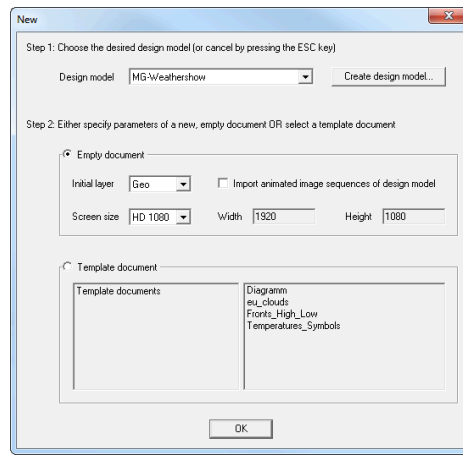 New
Step 1: Choose the desired design model (or cancel by pressing the ESC key)
Design model MG-Weathershow Create design model...
Step 2: Either specify parameters of a new, empty document OR select a template document
Empty document
Initial layer Geo Import animated image sequences of design model
Screen size HD 1080 Width 1920 Height 1080
Template document
Template documents
Diagramm
eu_clouds
Fronts_High_Low
Temperatures_Symbols
OK